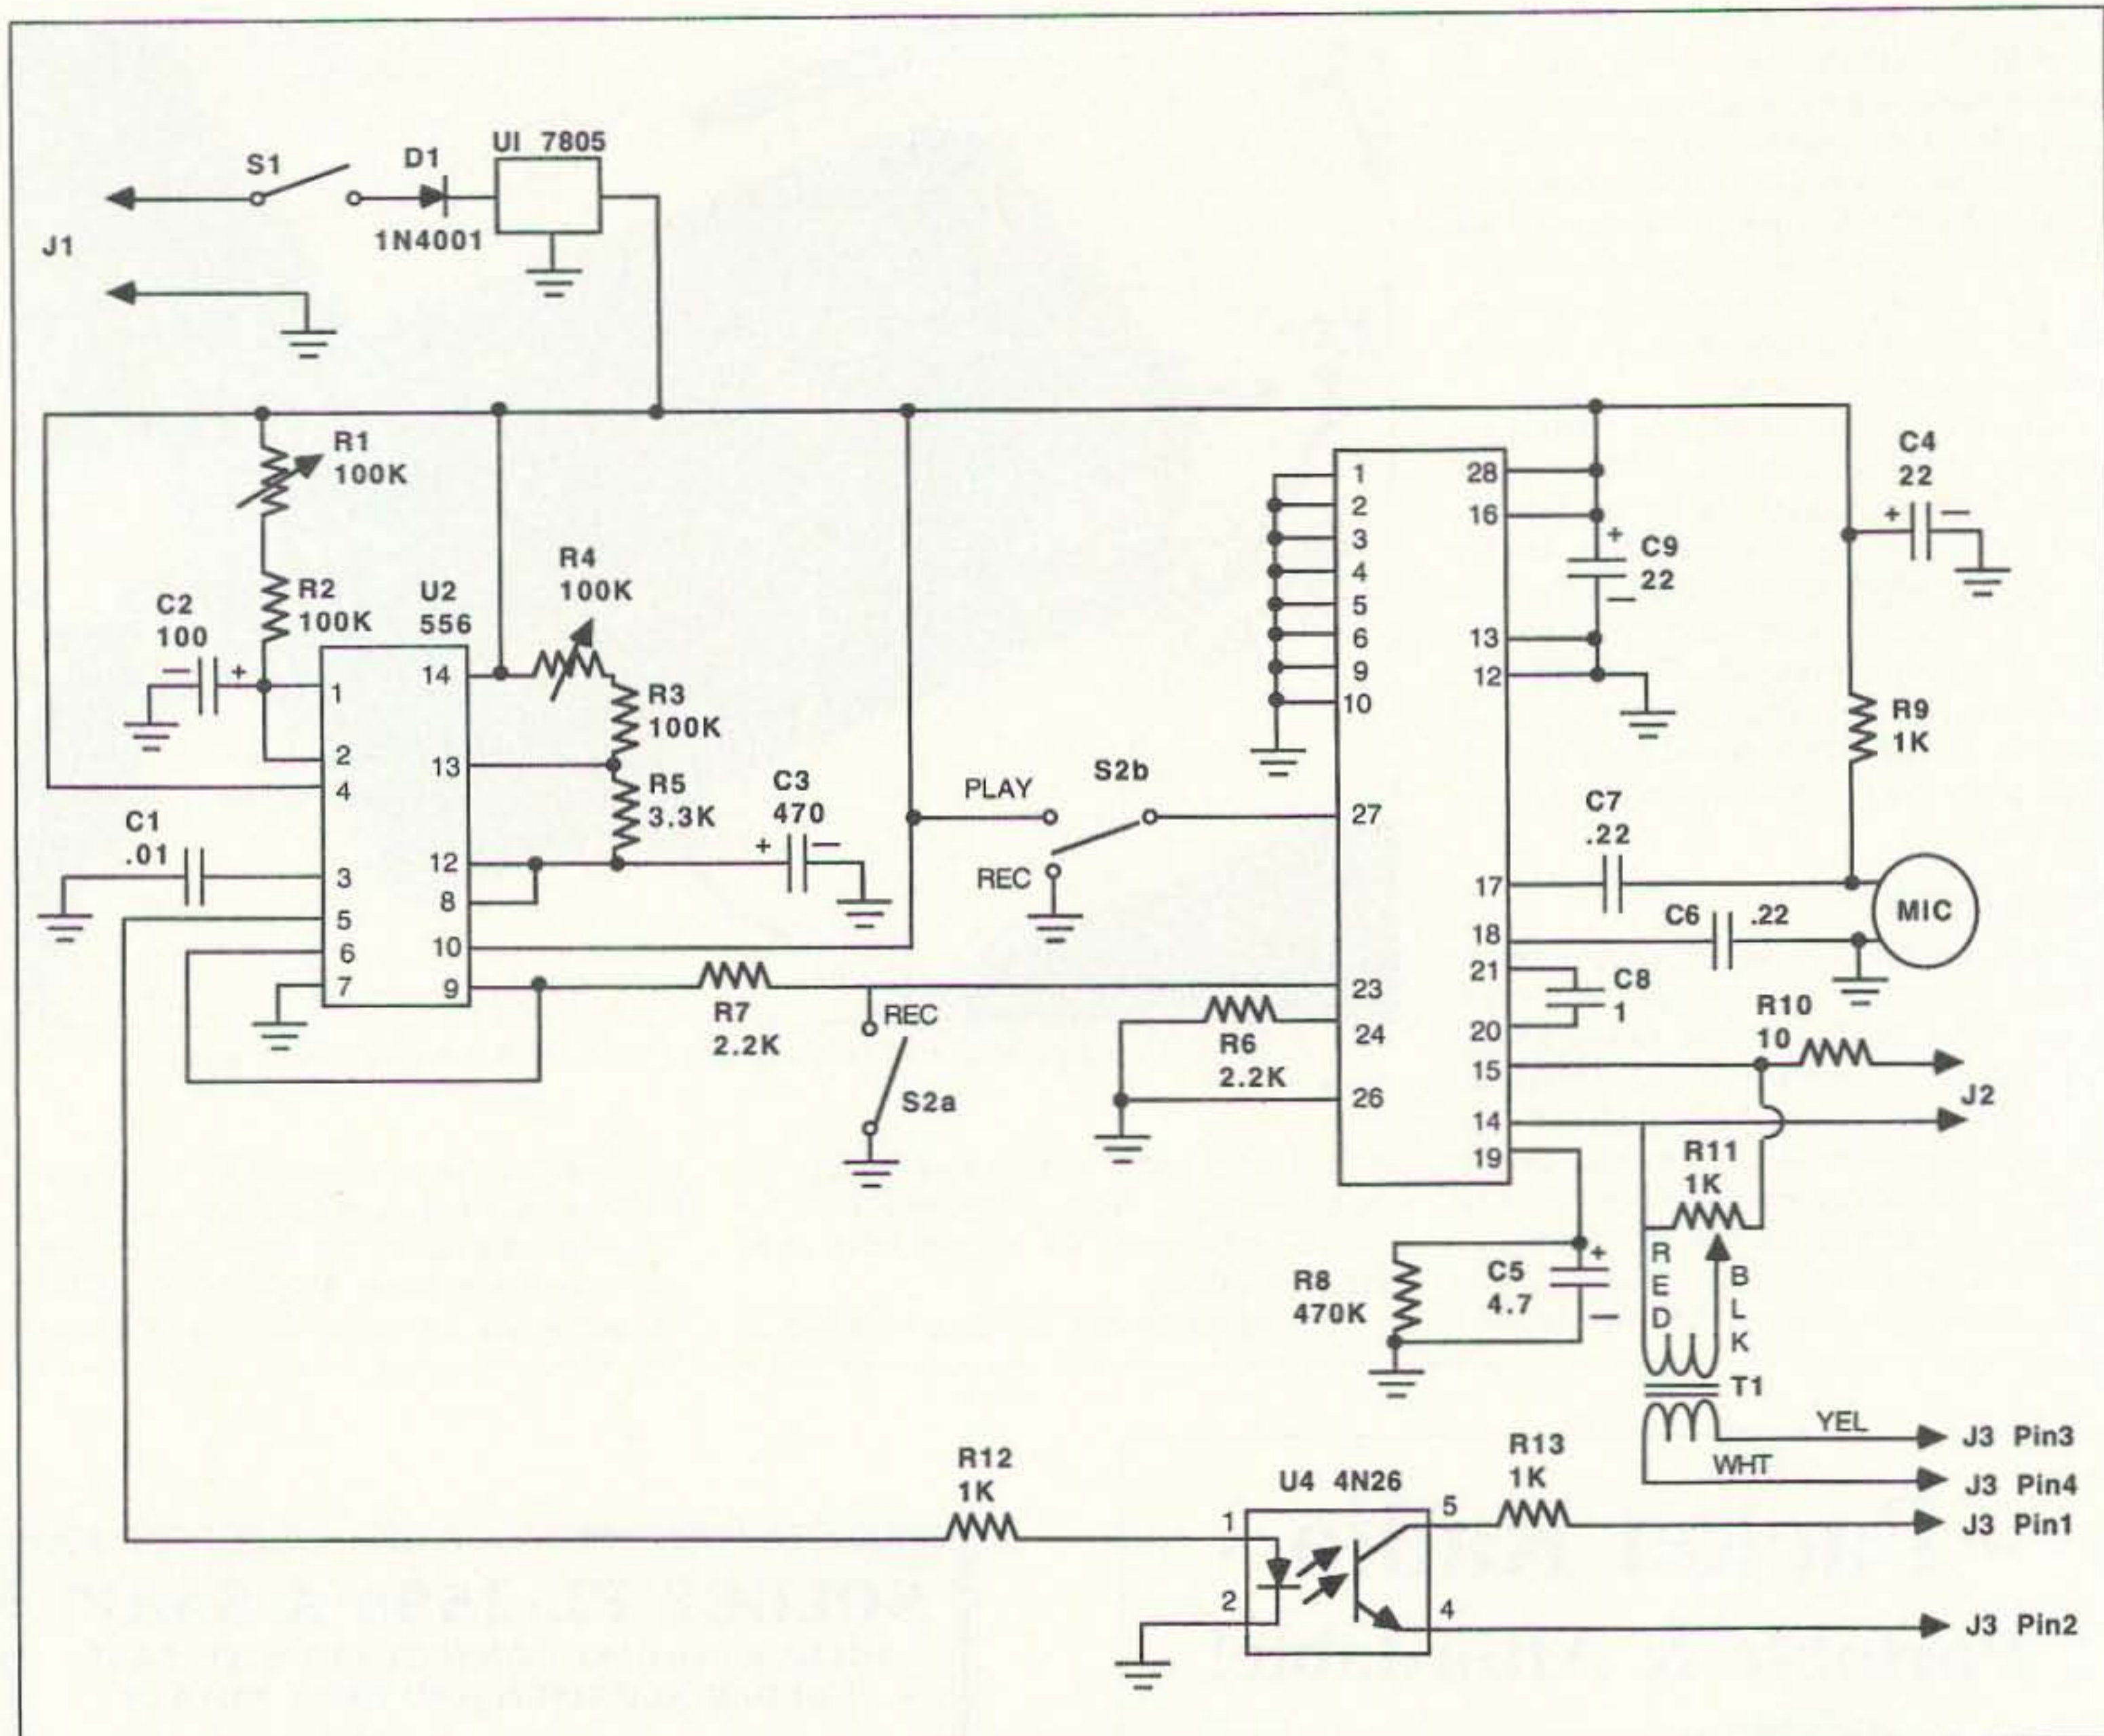 UI 7805
S1
D1
1N4001
J1
R1
100K
C4
22
R2
100K
C2
100
U2
556
R4
100K
R3
100K
R5
3.3K
C3
470
C1
.01
1
2
4
3
5
6
7
14
13
12
8
10
9
+
+
PLAY
S2b
REC
R7
2.2K
REC
S2a
R6
2.2K
1
2
3
4
5
6
9
10
27
23
24
26
28
16
13
12
17
18
21
20
15
14
19
+
C9
22
+
R9
1K
C7
.22
C6 .22
MIC
C8
1
R10
10
J2
R11
1K
RED
BLK
T1
R8
470K
C5
4.7
+
YEL
WHT
J3 Pin3
J3 Pin4
J3 Pin1
J3 Pin2
R12
1K
U4 4N26
1
2
5
4
R13
1K